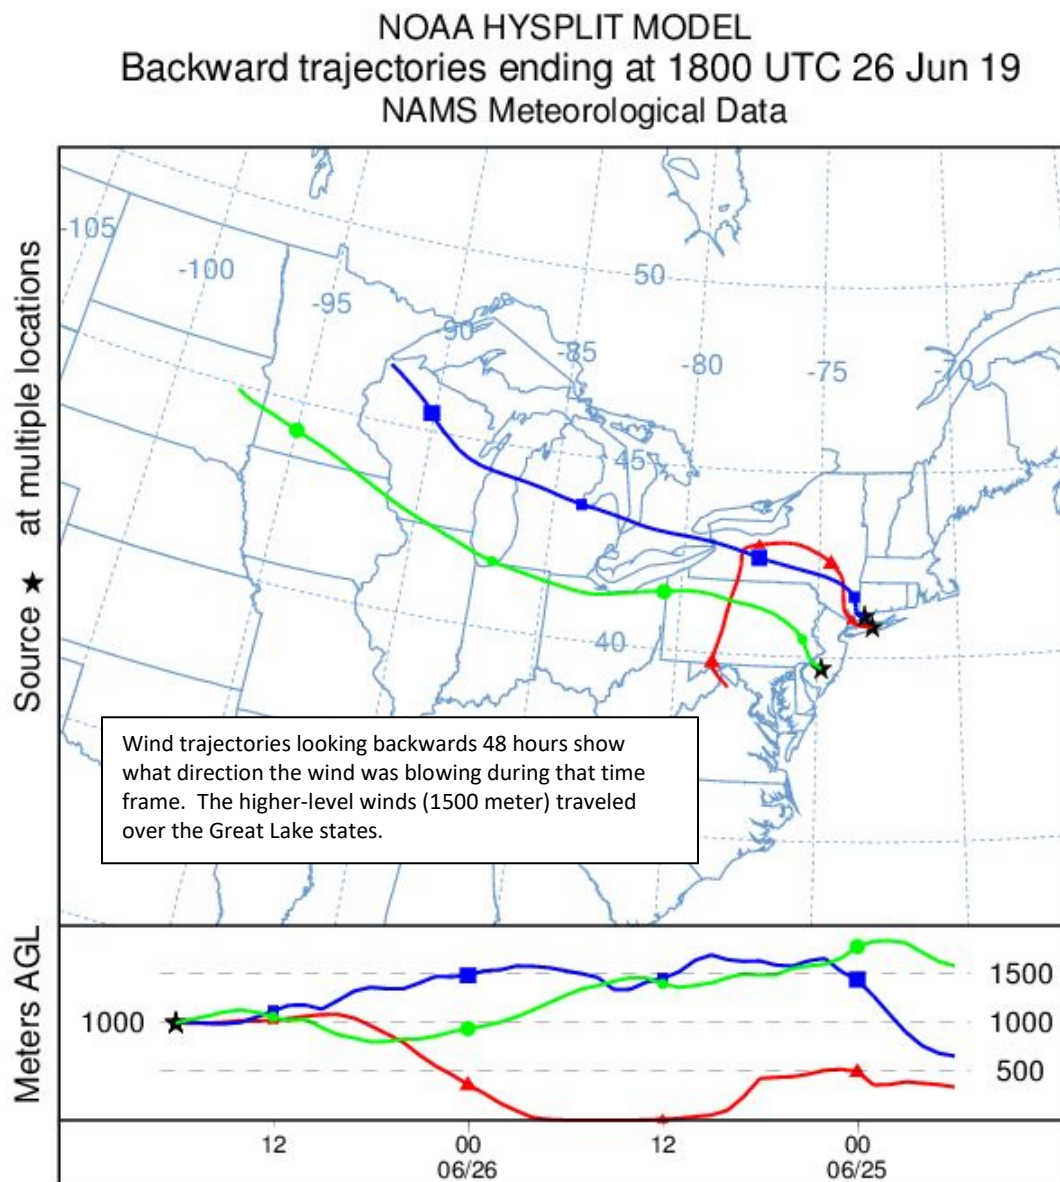 NOAA HYSPLIT MODEL
Backward trajectories ending at 1800 UTC 26 Jun 19
NAMS Meteorological Data
Source ★ at multiple locations
-105
-100
-95
90
-85
-80
-75
-70
50
45
40
Wind trajectories looking backwards 48 hours show
what direction the wind was blowing during that time
frame. The higher-level winds (1500 meter) traveled
over the Great Lake states.
Meters AGL
1000
1500
1000
500
12
00
12
00
06/26
06/25